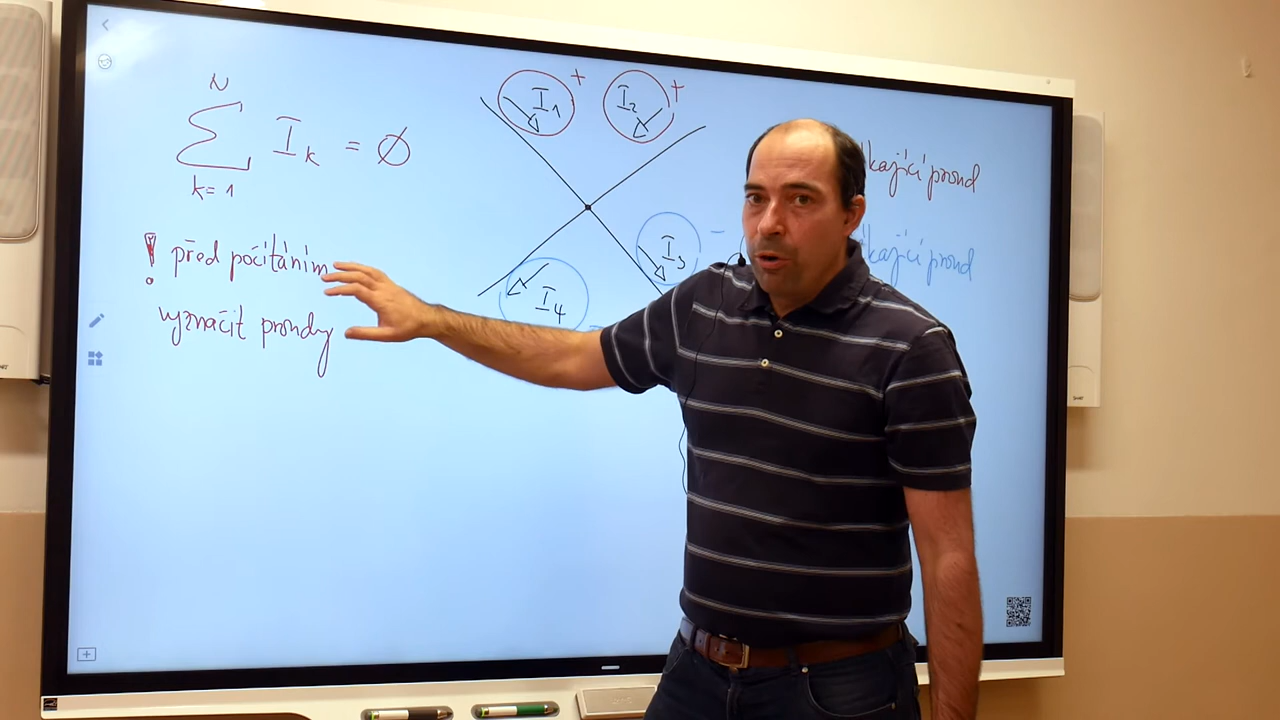 N
∑ I_k = ∅
k=1
! před počítáním
vyznačit proudy
I1 +
I2 +
I3 −
I4 −
kající proud
kající proud